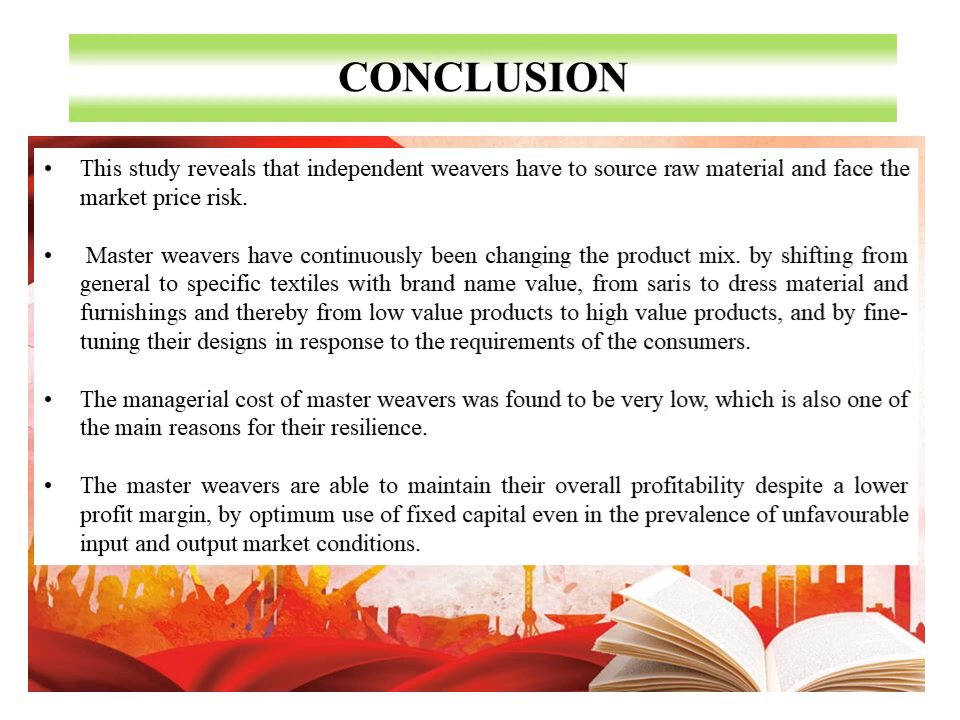 CONCLUSION
• This study reveals that independent weavers have to source raw material and face the
market price risk.
• Master weavers have continuously been changing the product mix. by shifting from
general to specific textiles with brand name value, from saris to dress material and
furnishings and thereby from low value products to high value products, and by fine-
tuning their designs in response to the requirements of the consumers.
• The managerial cost of master weavers was found to be very low, which is also one of
the main reasons for their resilience.
• The master weavers are able to maintain their overall profitability despite a lower
profit margin, by optimum use of fixed capital even in the prevalence of unfavourable
input and output market conditions.